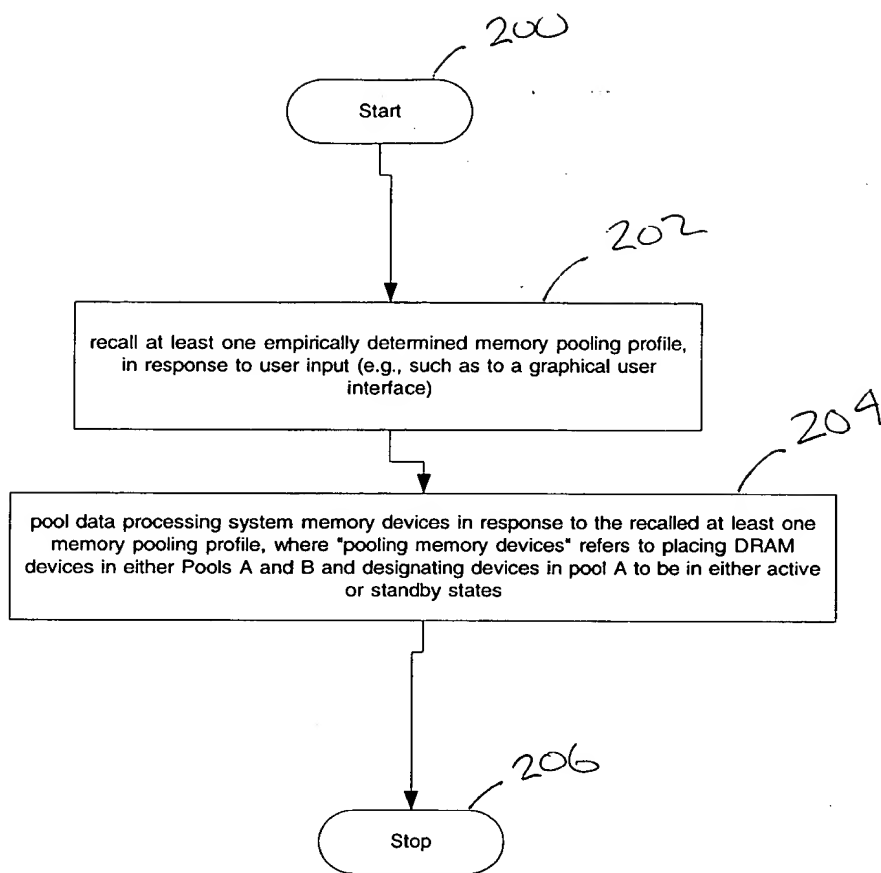 200
Start
202
recall at least one empirically determined memory pooling profile,
in response to user input (e.g., such as to a graphical user
interface)
204
pool data processing system memory devices in response to the recalled at least one
memory pooling profile, where "pooling memory devices" refers to placing DRAM
devices in either Pools A and B and designating devices in pool A to be in either active
or standby states
206
Stop